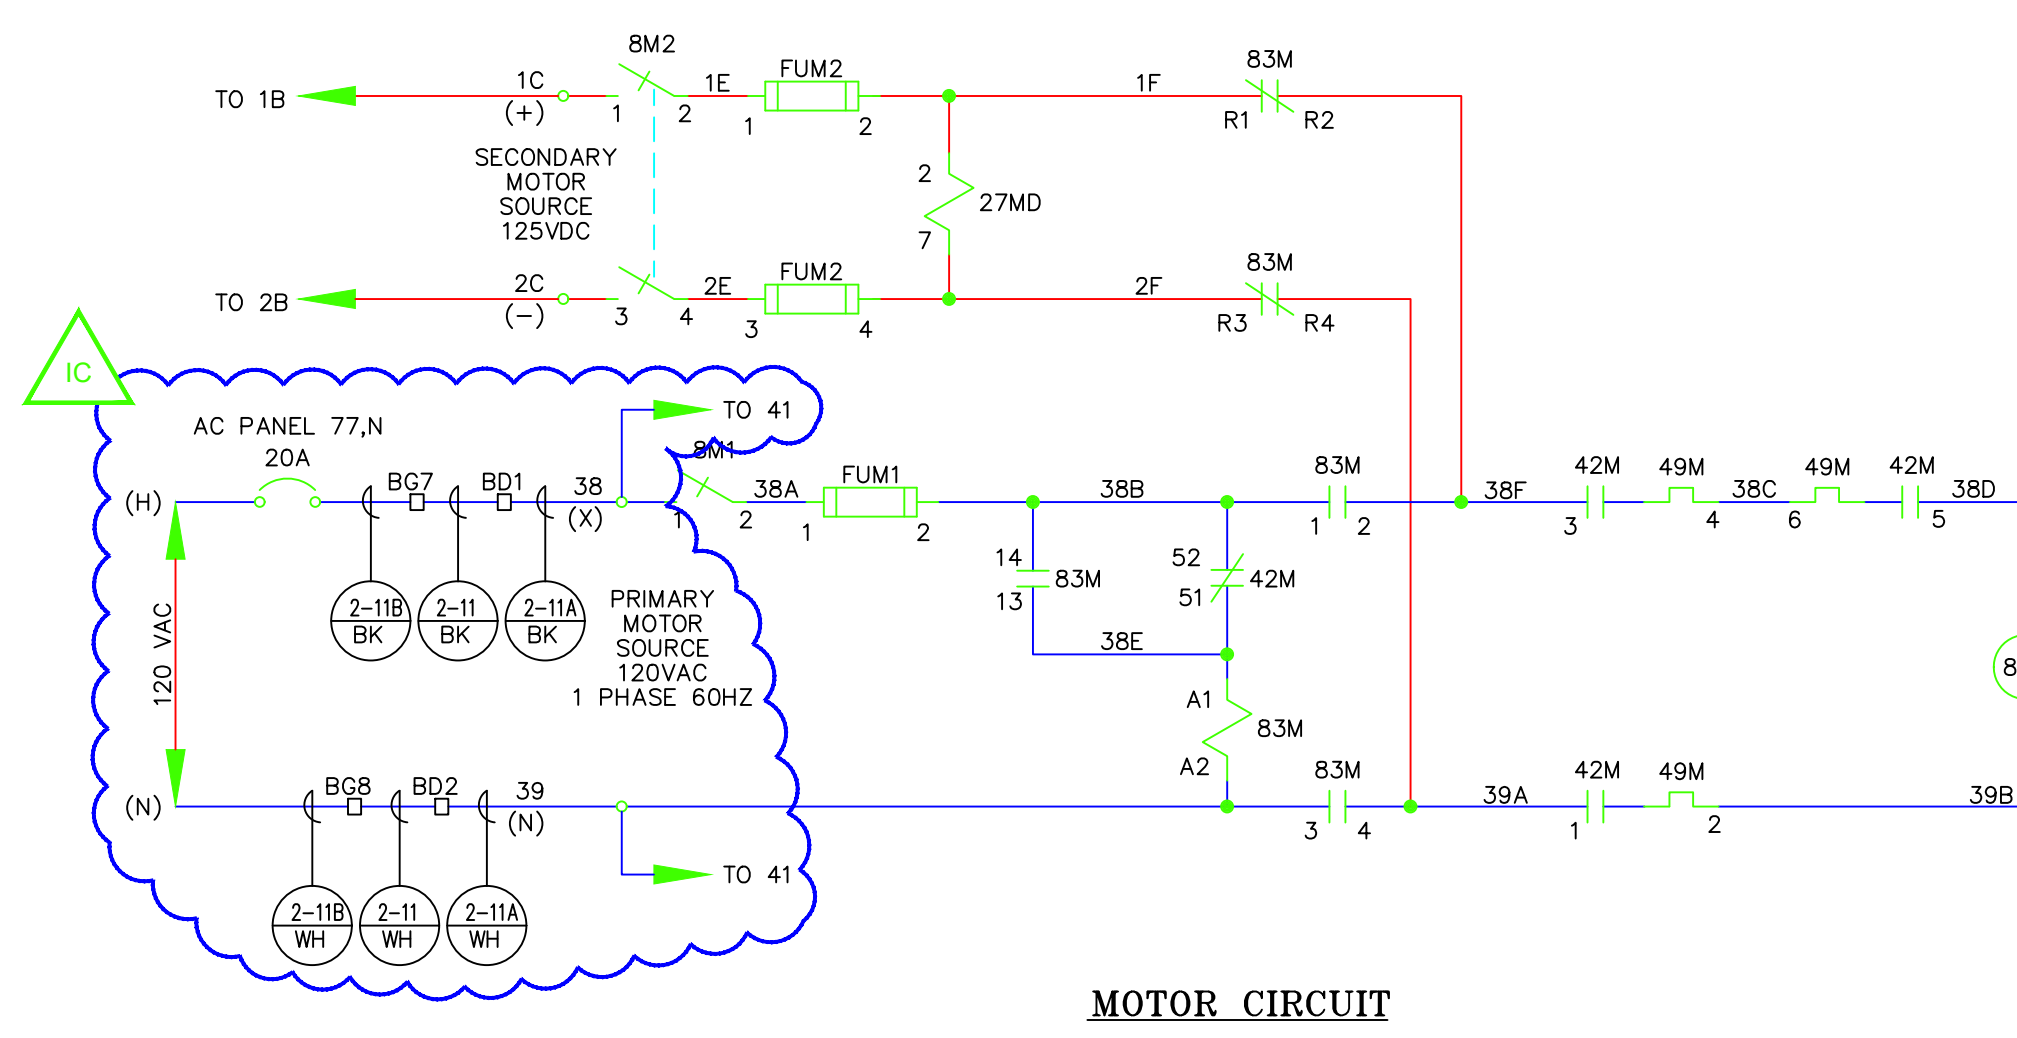 8M2
83M
1C
1E
FUM2
1F
TO 1B
(+)
1
2
1
2
R1
R2
SECONDARY
MOTOR
SOURCE
125VDC
2
27MD
7
83M
FUM2
2C
2E
2F
TO 2B
(−)
3
4
3
4
R3
R4
IC
TO 41
AC PANEL 77,N
20A
8M1
83M
42M
49M
49M
42M
FUM1
BG7
BD1
38
38A
38B
38F
38C
38D
(H)
(X)
1
2
1
2
1
2
3
4
6
5
14
83M
13
52
42M
51
2-11B
BK
2-11
BK
2-11A
BK
PRIMARY
MOTOR
SOURCE
120VAC
1 PHASE 60HZ
120 VAC
38E
8
A1
83M
A2
83M
42M
49M
BG8
BD2
39
39A
39B
(N)
(N)
3
4
1
2
TO 41
2-11B
WH
2-11
WH
2-11A
WH
MOTOR CIRCUIT